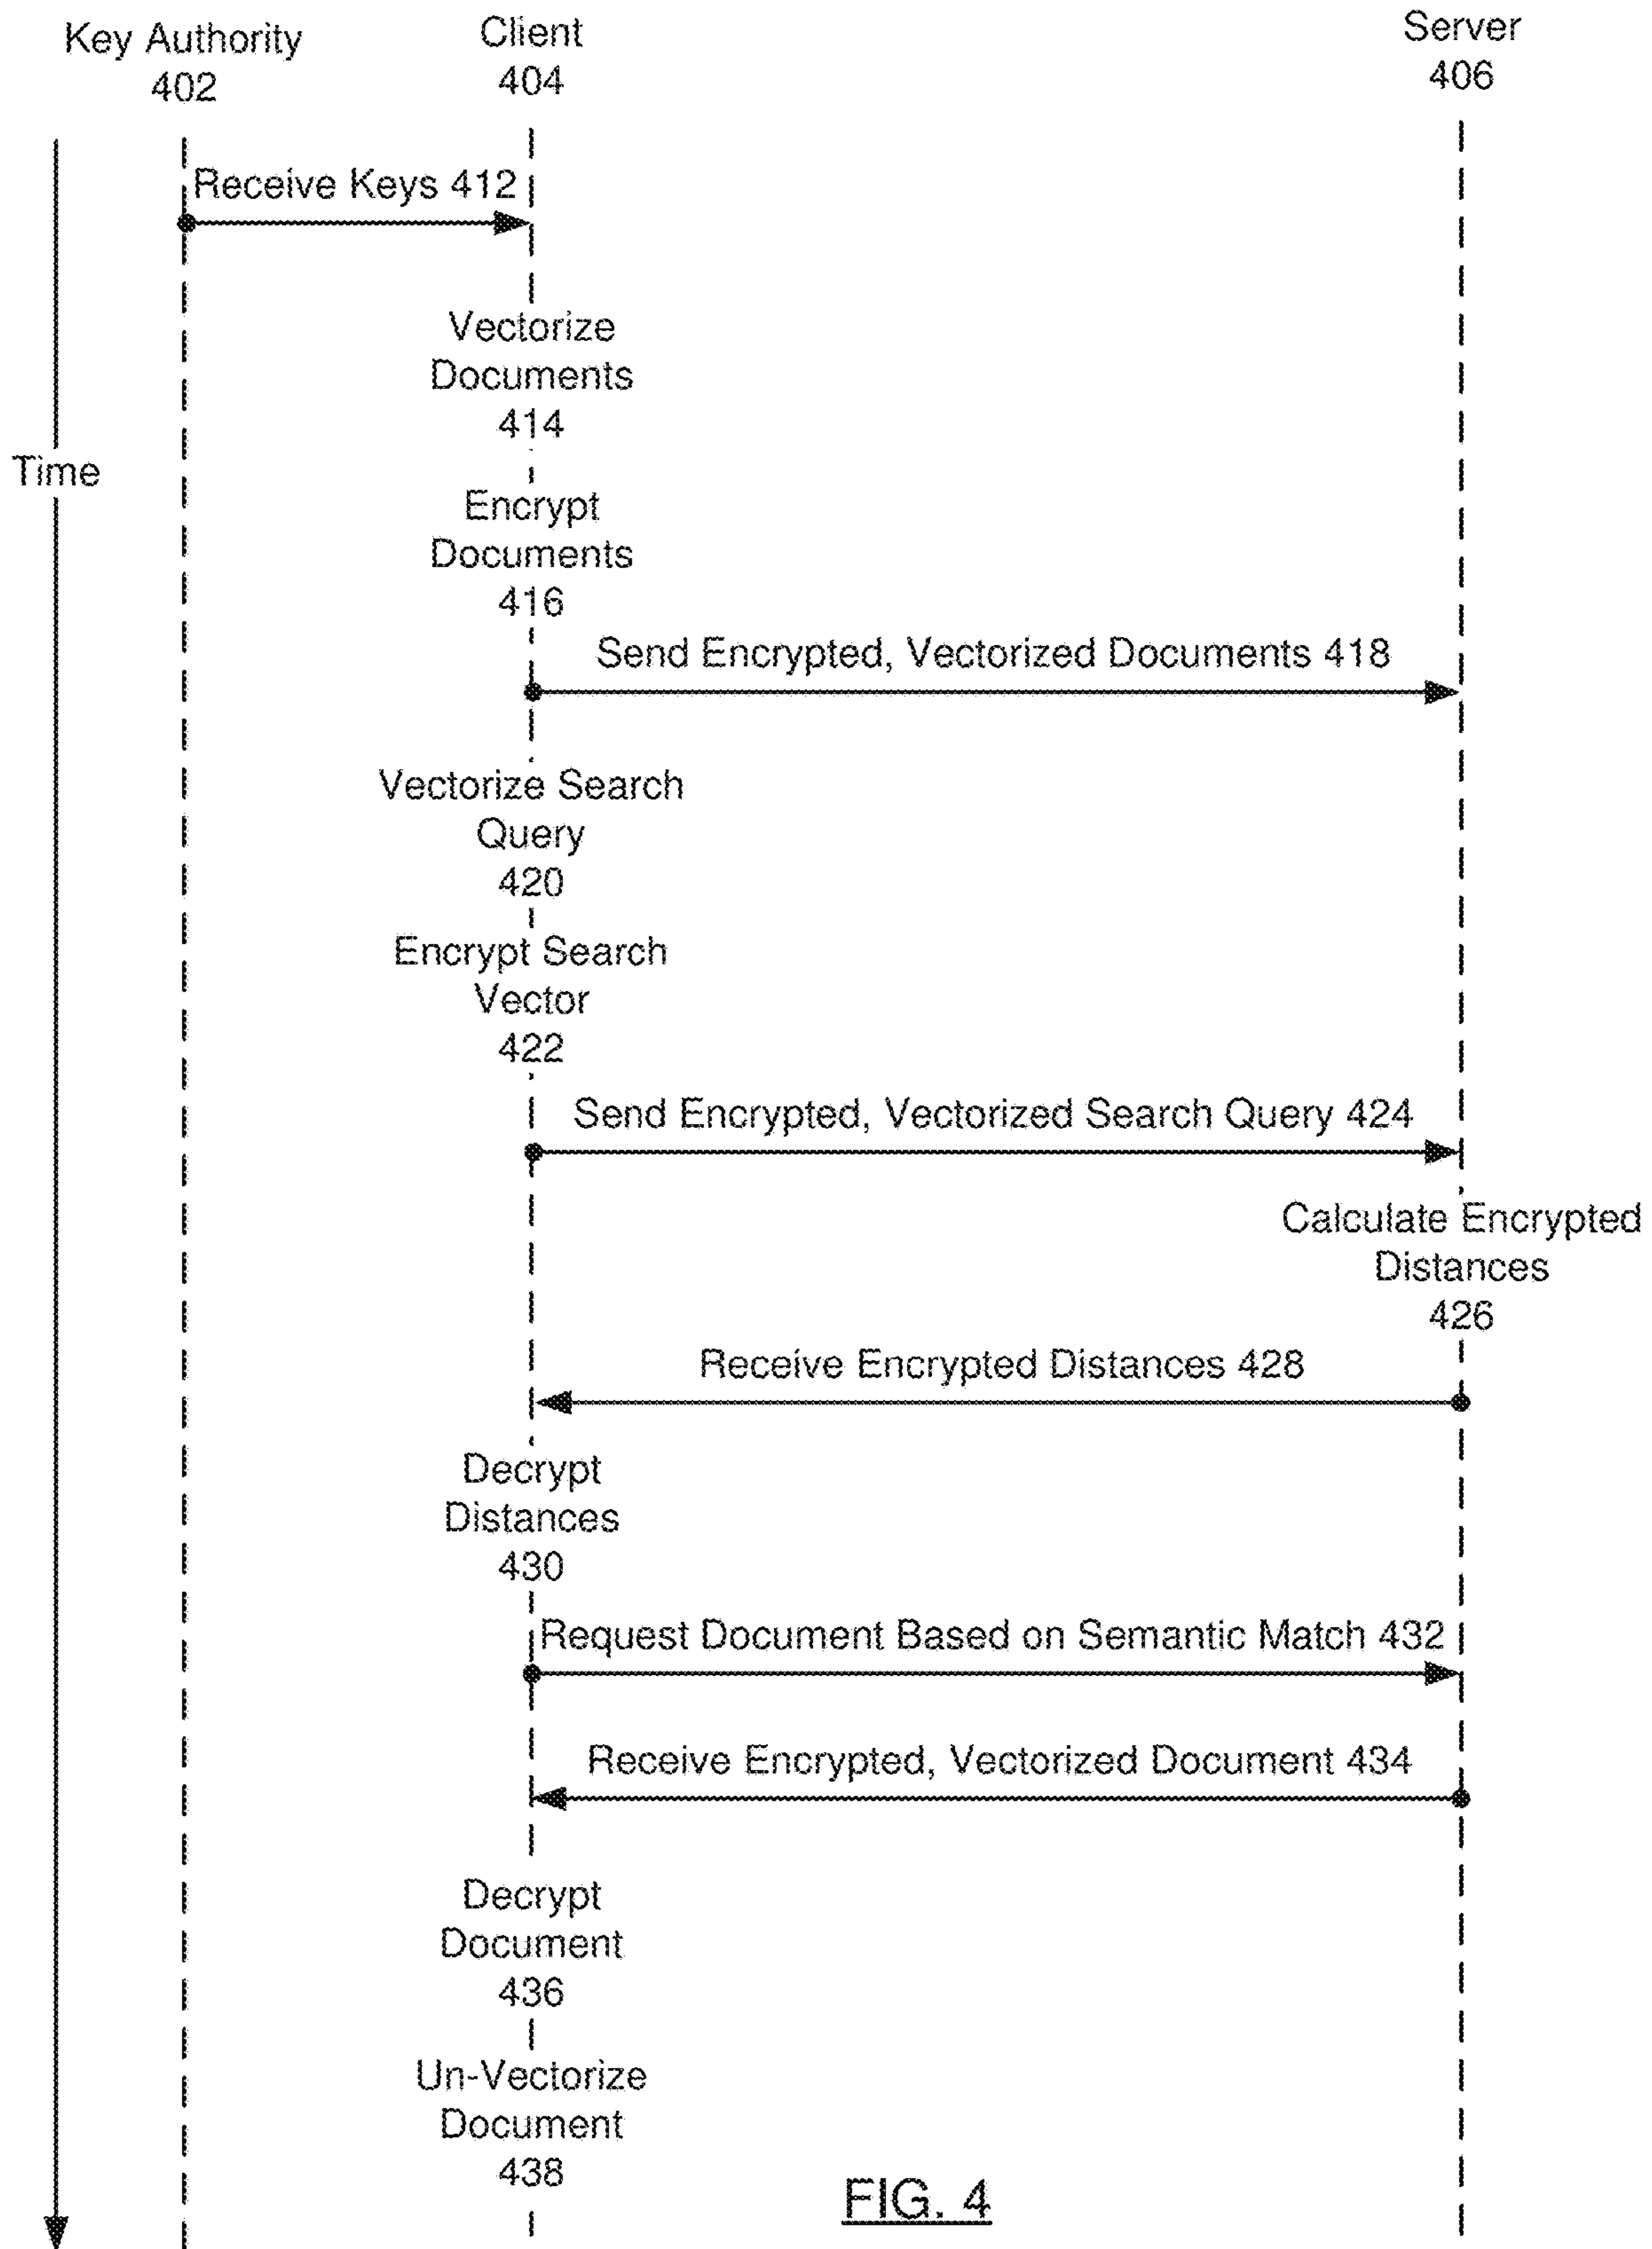 Key Authority
402
Client
404
Server
406
Receive Keys 412
Vectorize
Documents
414
Time
Encrypt
Documents
416
Send Encrypted, Vectorized Documents 418
Vectorize Search
Query
420
Encrypt Search
Vector
422
Send Encrypted, Vectorized Search Query 424
Calculate Encrypted
Distances
426
Receive Encrypted Distances 428
Decrypt
Distances
430
Request Document Based on Semantic Match 432
Receive Encrypted, Vectorized Document 434
Decrypt
Document
436
Un-Vectorize
Document
438
FIG. 4